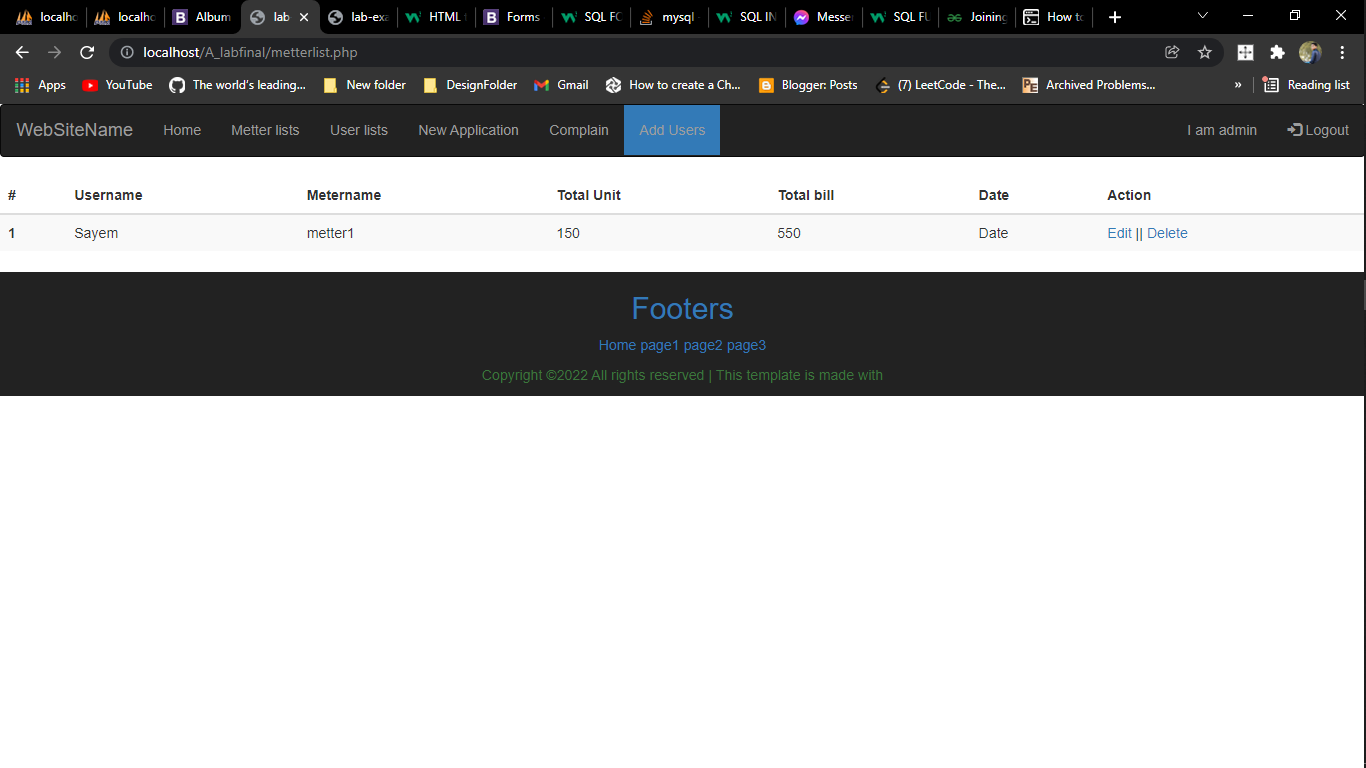 localhc localhc Album lab lab-exa HTML Forms SQL FO mysql SQL IN Messer SQL FU Joining How to
localhost/A_labfinal/metterlist.php
Apps YouTube The world's leading... New folder DesignFolder Gmail How to create a Ch... Blogger: Posts (7) LeetCode - The... Archived Problems... » Reading list
WebSiteName Home Metter lists User lists New Application Complain Add Users I am admin Logout
# Username Metername Total Unit Total bill Date Action
1 Sayem metter1 150 550 Date Edit || Delete
Footers
Home page1 page2 page3
Copyright ©2022 All rights reserved | This template is made with